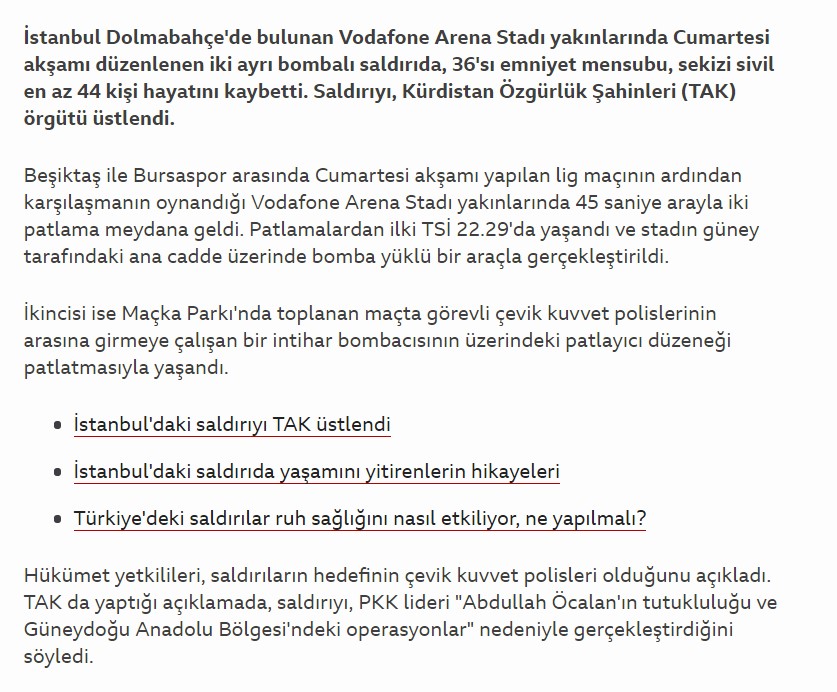 İstanbul Dolmabahçe'de bulunan Vodafone Arena Stadı yakınlarında Cumartesi
akşamı düzenlenen iki ayrı bombalı saldırıda, 36'sı emniyet mensubu, sekizi sivil
en az 44 kişi hayatını kaybetti. Saldırıyı, Kürdistan Özgürlük Şahinleri (TAK)
örgütü üstlendi.
Beşiktaş ile Bursaspor arasında Cumartesi akşamı yapılan lig maçının ardından
karşılaşmanın oynandığı Vodafone Arena Stadı yakınlarında 45 saniye arayla iki
patlama meydana geldi. Patlamalardan ilki TSİ 22.29'da yaşandı ve stadın güney
tarafındaki ana cadde üzerinde bomba yüklü bir araçla gerçekleştirildi.
İkincisi ise Maçka Parkı'nda toplanan maçta görevli çevik kuvvet polislerinin
arasına girmeye çalışan bir intihar bombacısının üzerindeki patlayıcı düzeneği
patlatmasıyla yaşandı.
• İstanbul'daki saldırıyı TAK üstlendi
• İstanbul'daki saldırıda yaşamını yitirenlerin hikayeleri
• Türkiye'deki saldırılar ruh sağlığını nasıl etkiliyor, ne yapılmalı?
Hükümet yetkilileri, saldırıların hedefinin çevik kuvvet polisleri olduğunu açıkladı.
TAK da yaptığı açıklamada, saldırıyı, PKK lideri "Abdullah Öcalan'ın tutukluluğu ve
Güneydoğu Anadolu Bölgesi'ndeki operasyonlar" nedeniyle gerçekleştirdiğini
söyledi.